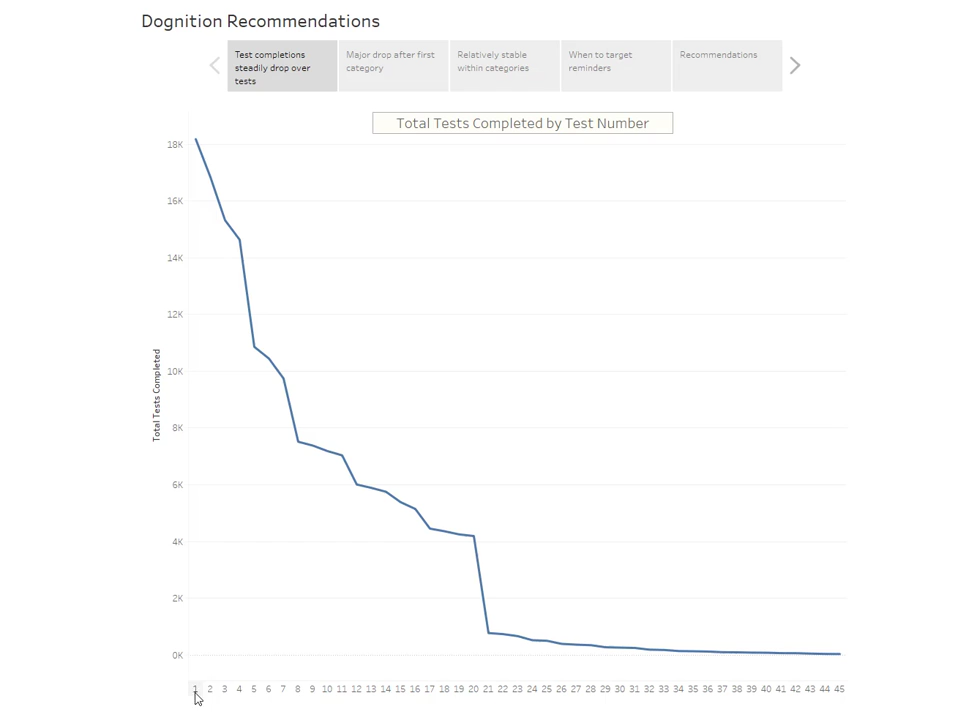 Dognition Recommendations
Test completions
steadily drop over
tests
Major drop after first
category
Relatively stable
within categories
When to target
reminders
Recommendations
Total Tests Completed by Test Number
18K
16K
14K
12K
10K
8K
6K
4K
2K
0K
Total Tests Completed
1 2 3 4 5 6 7 8 9 10 11 12 13 14 15 16 17 18 19 20 21 22 23 24 25 26 27 28 29 30 31 32 33 34 35 36 37 38 39 40 41 42 43 44 45